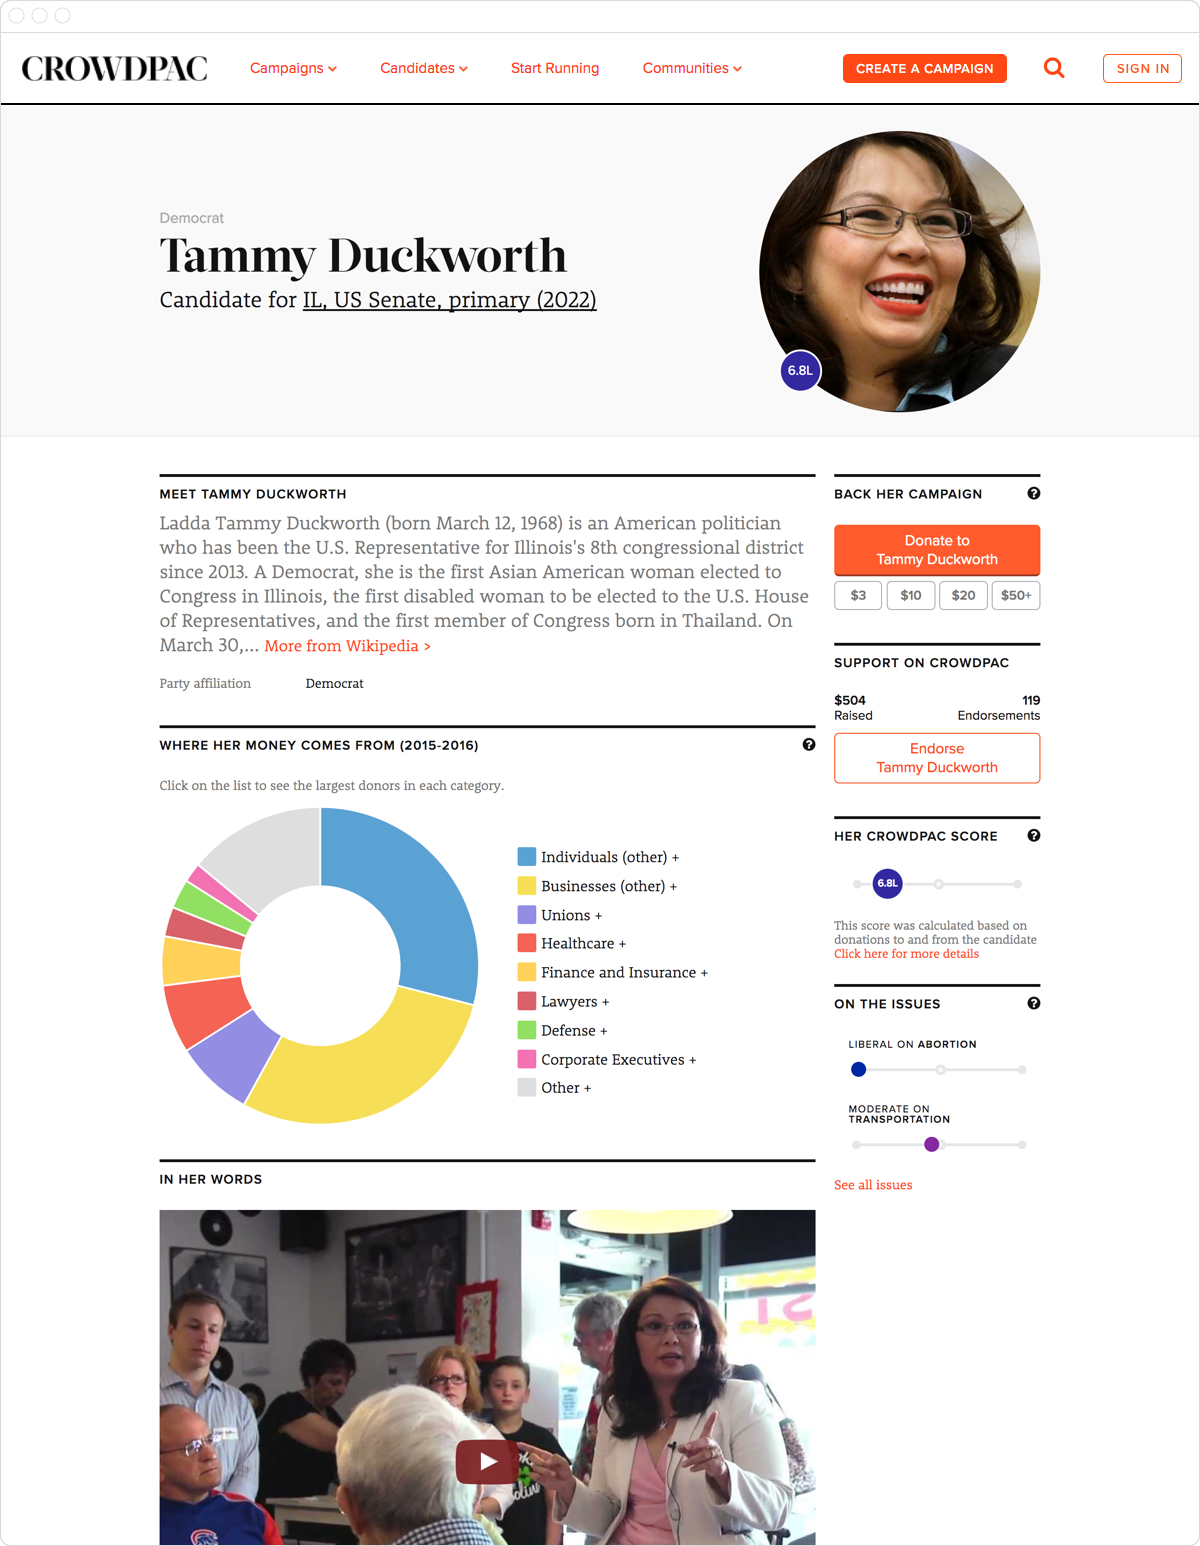 CROWDPAC
Campaigns
Candidates
Start Running
Communities
CREATE A CAMPAIGN
SIGN IN
Democrat
Tammy Duckworth
Candidate for IL, US Senate, primary (2022)
6.8L
MEET TAMMY DUCKWORTH
Ladda Tammy Duckworth (born March 12, 1968) is an American politician
who has been the U.S. Representative for Illinois's 8th congressional district
since 2013. A Democrat, she is the first Asian American woman elected to
Congress in Illinois, the first disabled woman to be elected to the U.S. House
of Representatives, and the first member of Congress born in Thailand. On
March 30,... More from Wikipedia >
Party affiliation Democrat
WHERE HER MONEY COMES FROM (2015-2016)
?
Click on the list to see the largest donors in each category.
Individuals (other) +
Businesses (other) +
Unions +
Healthcare +
Finance and Insurance +
Lawyers +
Defense +
Corporate Executives +
Other +
IN HER WORDS
BACK HER CAMPAIGN
?
Donate to
Tammy Duckworth
$3 $10 $20 $50+
SUPPORT ON CROWDPAC
$504 119
Raised Endorsements
Endorse
Tammy Duckworth
HER CROWDPAC SCORE
?
6.8L
This score was calculated based on
donations to and from the candidate
Click here for more details
ON THE ISSUES
?
LIBERAL ON ABORTION
MODERATE ON
TRANSPORTATION
See all issues